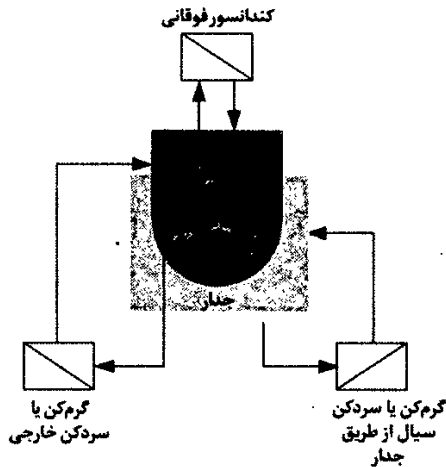 کندانسور فوقانی
جدار
گرم‌کن یا
سردکن خارجی
گرم‌کن یا سردکن
سیال از طریق
جدار